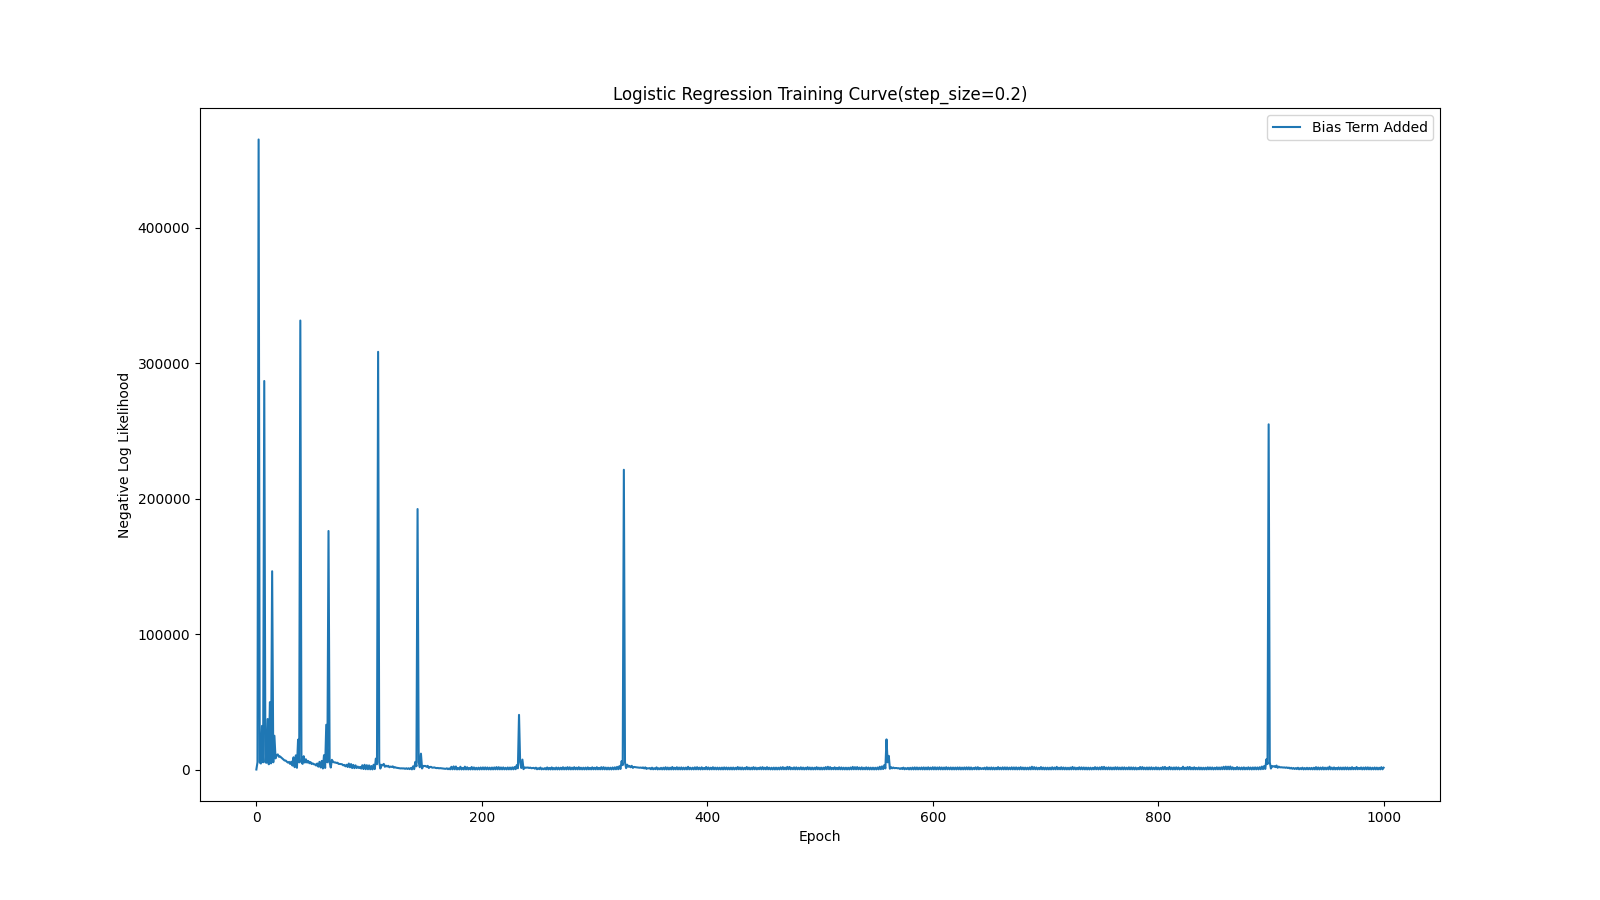 Logistic Regression Training Curve(step_size=0.2)
Bias Term Added
400000
300000
200000
100000
0
Negative Log Likelihood
0 200 400 600 800 1000
Epoch